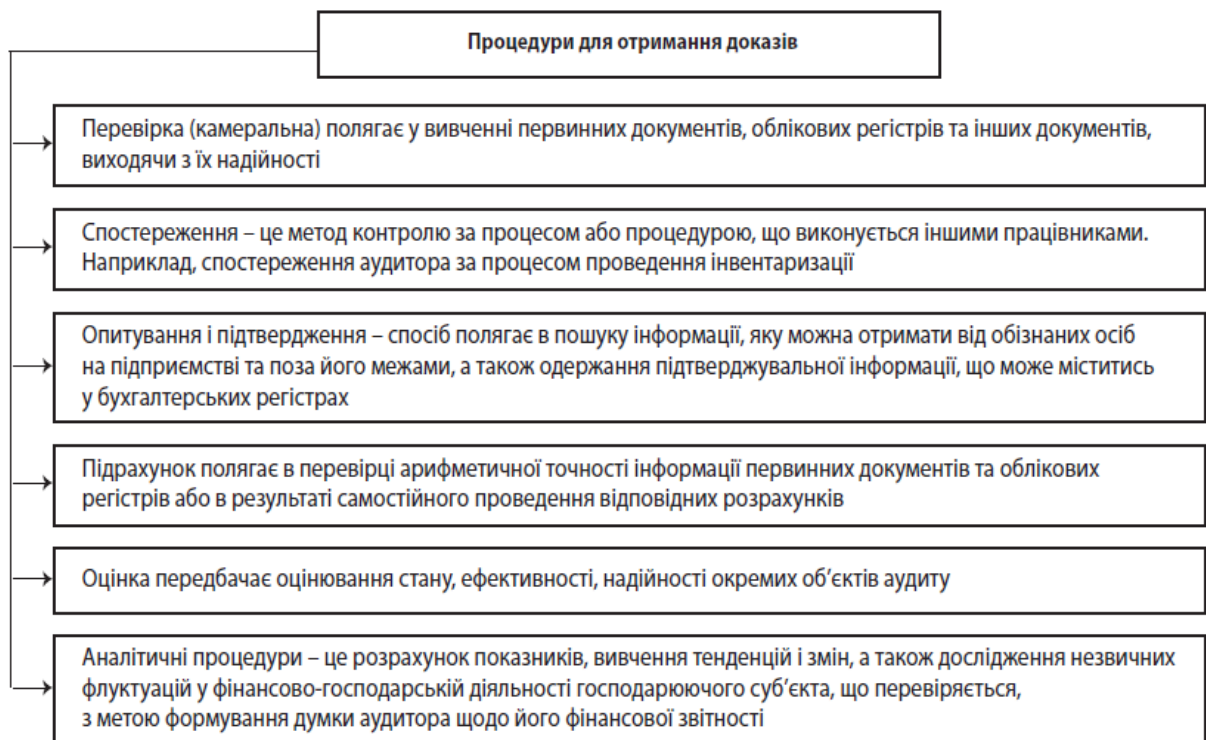 Процедури для отримання доказів
Перевірка (камеральна) полягає у вивченні первинних документів, облікових регістрів та інших документів,
виходячи з їх надійності
Спостереження – це метод контролю за процесом або процедурою, що виконується іншими працівниками.
Наприклад, спостереження аудитора за процесом проведення інвентаризації
Опитування і підтвердження – спосіб полягає в пошуку інформації, яку можна отримати від обізнаних осіб
на підприємстві та поза його межами, а також одержання підтверджувальної інформації, що може міститись
у бухгалтерських регістрах
Підрахунок полягає в перевірці арифметичної точності інформації первинних документів та облікових
регістрів або в результаті самостійного проведення відповідних розрахунків
Оцінка передбачає оцінювання стану, ефективності, надійності окремих об’єктів аудиту
Аналітичні процедури – це розрахунок показників, вивчення тенденцій і змін, а також дослідження незвичних
флуктуацій у фінансово-господарській діяльності господарюючого суб’єкта, що перевіряється,
з метою формування думки аудитора щодо його фінансової звітності